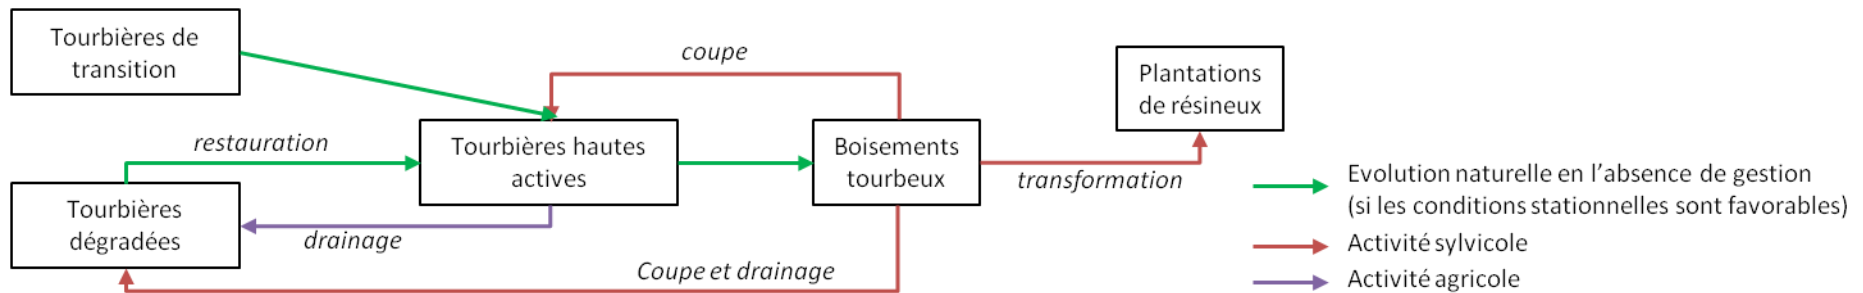 Tourbières de
transition
coupe
Plantations
de résineux
restauration
Tourbières hautes
actives
Boisements
tourbeux
transformation
Tourbières
dégradées
drainage
Coupe et drainage
Evolution naturelle en l'absence de gestion
(si les conditions stationnelles sont favorables)
Activité sylvicole
Activité agricole